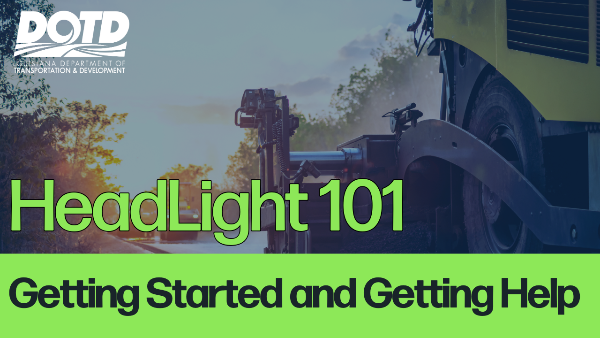 DOTD
LOUISIANA DEPARTMENT OF
TRANSPORTATION & DEVELOPMENT
HeadLight 101
Getting Started and Getting Help